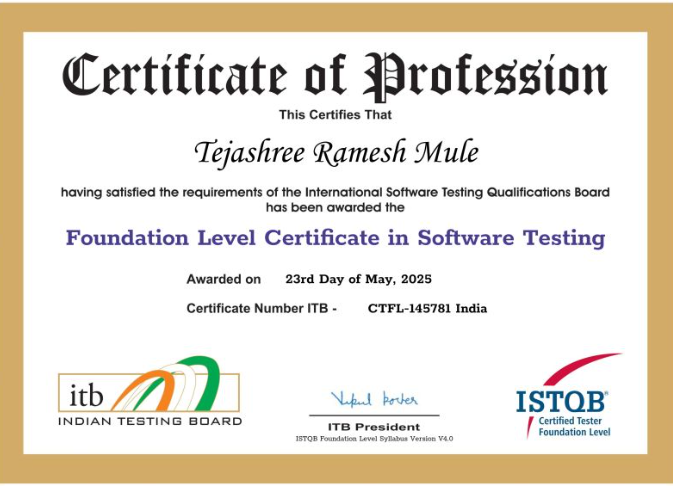 Certificate of Profession
This Certifies That
Tejashree Ramesh Mule
having satisfied the requirements of the International Software Testing Qualifications Board
has been awarded the
Foundation Level Certificate in Software Testing
Awarded on 23rd Day of May, 2025
Certificate Number ITB - CTFL-145781 India
itb
INDIAN TESTING BOARD
Vipul Kocher
ITB President
ISTQB Foundation Level Syllabus Version V4.0
ISTQB®
Certified Tester
Foundation Level